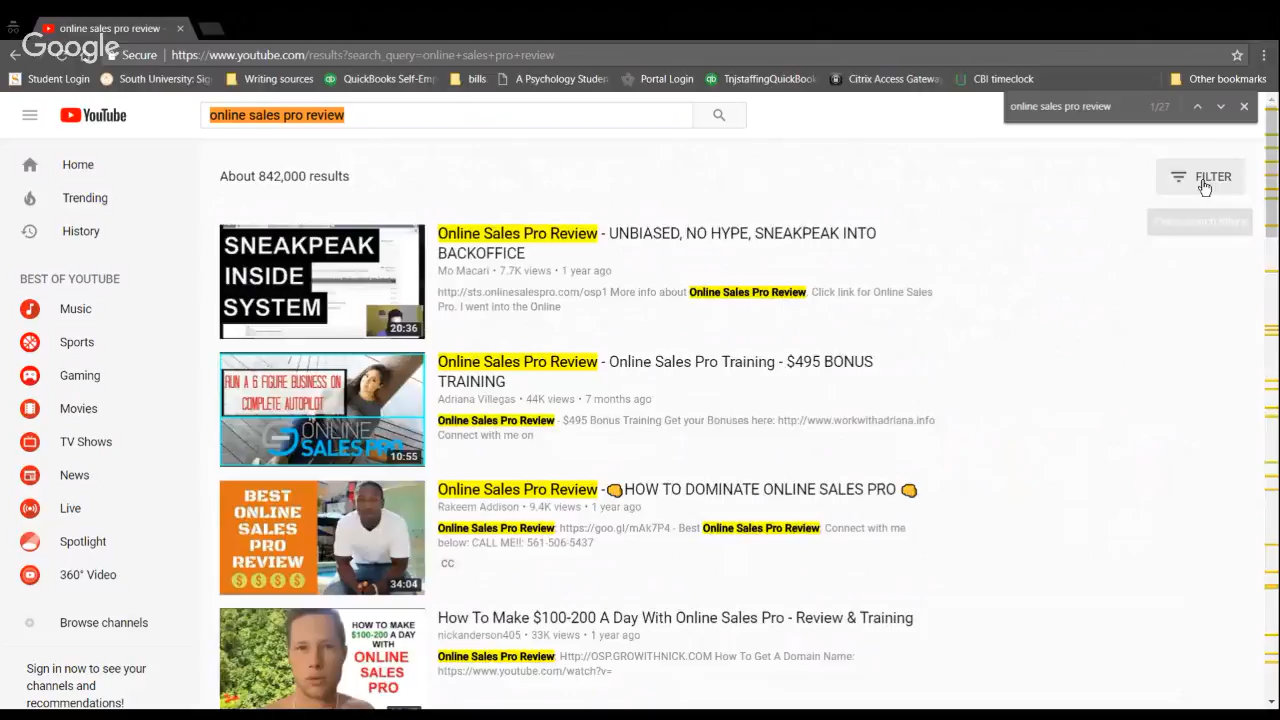 online sales pro review
Google
Secure https://www.youtube.com/results?search_query=online+sales+pro+review
Student Login South University: Sig Writing sources QuickBooks Self-Emp bills A Psychology Studen Portal Login TnjstaffingQuickBook Citrix Access Gatewa CBI timeclock Other bookmarks
YouTube online sales pro review online sales pro review 1/27
Home
Trending
History
BEST OF YOUTUBE
Music
Sports
Gaming
Movies
TV Shows
News
Live
Spotlight
360° Video
Browse channels
Sign in now to see your
channels and
recommendations!
About 842,000 results FILTER
SNEAKPEAK
INSIDE
SYSTEM
20:36
Online Sales Pro Review - UNBIASED, NO HYPE, SNEAKPEAK INTO
BACKOFFICE
Mo Macari • 7.7K views • 1 year ago
http://sts.onlinesalespro.com/osp1 More info about Online Sales Pro Review. Click link for Online Sales
Pro. I went into the Online
RUN A 6 FIGURE BUSINESS ON
COMPLETE AUTOPILOT
ONLINE
SALES PRO
10:55
Online Sales Pro Review - Online Sales Pro Training - $495 BONUS
TRAINING
Adriana Villegas • 44K views • 7 months ago
Online Sales Pro Review - $495 Bonus Training Get your Bonuses here: http://www.workwithadriana.info
Connect with me on
BEST
ONLINE
SALES
PRO
REVIEW
$ $ $ $
34:04
Online Sales Pro Review -👊HOW TO DOMINATE ONLINE SALES PRO 👊
Rakeem Addison • 9.4K views • 1 year ago
Online Sales Pro Review: https://goo.gl/mAk7P4 - Best Online Sales Pro Review. Connect with me
below: CALL ME!!: 561-506-5437
CC
HOW TO MAKE
$100-200 A DAY
WITH
ONLINE
SALES
PRO
How To Make $100-200 A Day With Online Sales Pro - Review & Training
nickanderson405 • 33K views • 1 year ago
Online Sales Pro Review: Http://OSP.GROWITHNICK.COM How To Get A Domain Name:
https://www.youtube.com/watch?v=